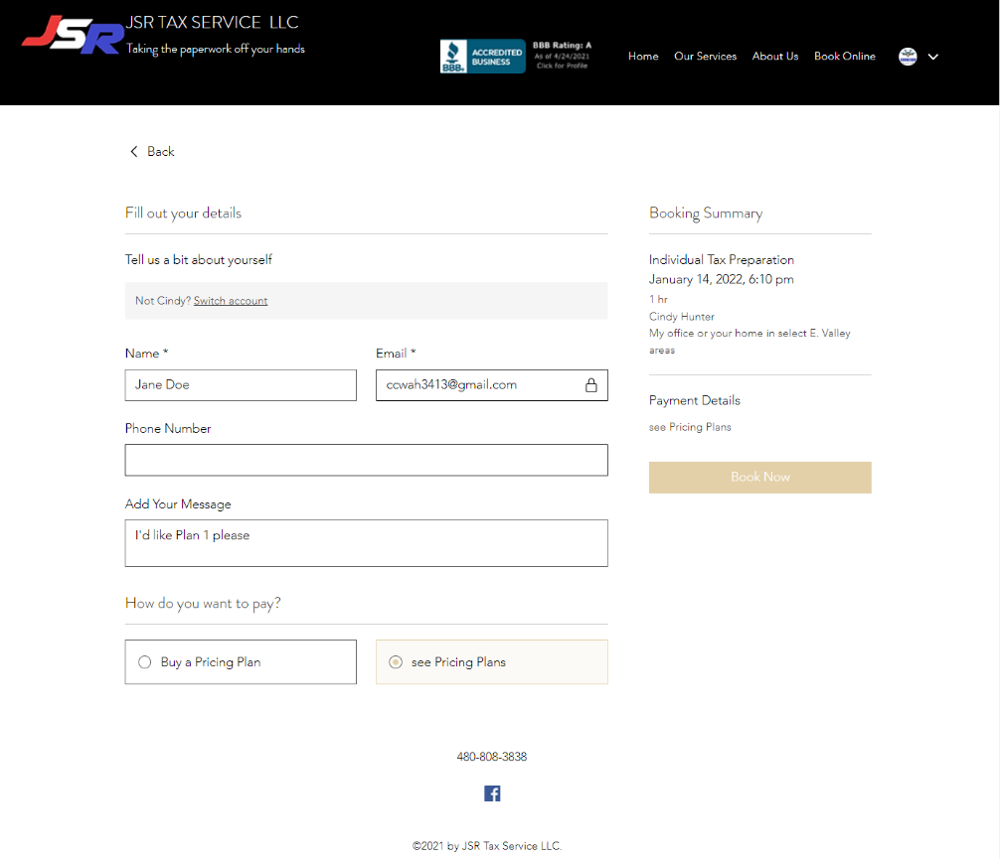 JSR
JSR TAX SERVICE LLC
Taking the paperwork off your hands
BBB.
ACCREDITED
BUSINESS
BBB Rating: A
As of 4/24/2021
Click for Profile
Home
Our Services
About Us
Book Online
Back
Fill out your details
Tell us a bit about yourself
Not Cindy? Switch account
Name *
Email *
Jane Doe
ccwah3413@gmail.com
Phone Number
Add Your Message
I'd like Plan 1 please
How do you want to pay?
Buy a Pricing Plan
see Pricing Plans
Booking Summary
Individual Tax Preparation
January 14, 2022, 6:10 pm
1 hr
Cindy Hunter
My office or your home in select E. Valley
areas
Payment Details
see Pricing Plans
Book Now
480-808-3838
©2021 by JSR Tax Service LLC.